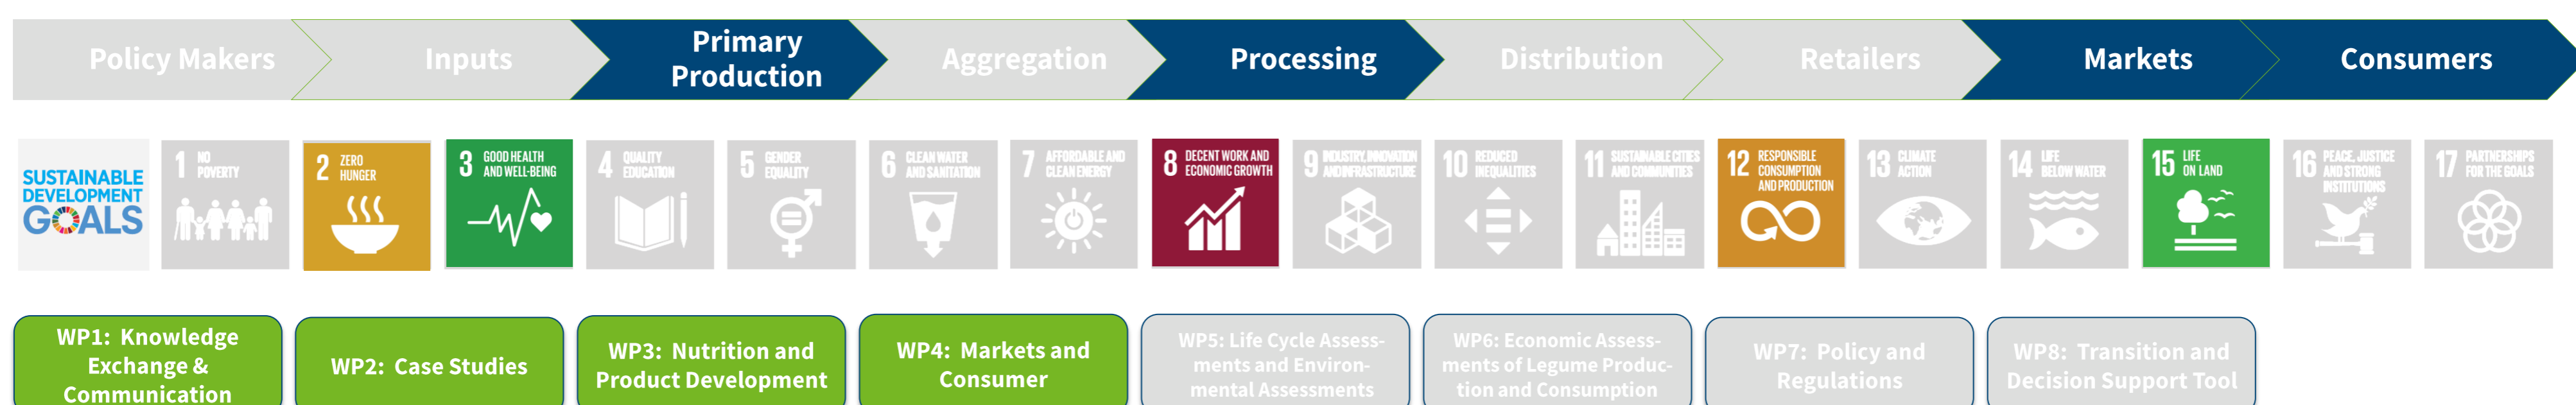 Policy Makers
Inputs
Primary
Production
Aggregation
Processing
Distribution
Retailers
Markets
Consumers
SUSTAINABLE
DEVELOPMENT
GOALS
1 NO
POVERTY
2 ZERO
HUNGER
3 GOOD HEALTH
AND WELL-BEING
4 QUALITY
EDUCATION
5 GENDER
EQUALITY
6 CLEAN WATER
AND SANITATION
7 AFFORDABLE AND
CLEAN ENERGY
8 DECENT WORK AND
ECONOMIC GROWTH
9 INDUSTRY, INNOVATION
AND INFRASTRUCTURE
10 REDUCED
INEQUALITIES
11 SUSTAINABLE CITIES
AND COMMUNITIES
12 RESPONSIBLE
CONSUMPTION
AND PRODUCTION
13 CLIMATE
ACTION
14 LIFE
BELOW WATER
15 LIFE
ON LAND
16 PEACE, JUSTICE
AND STRONG
INSTITUTIONS
17 PARTNERSHIPS
FOR THE GOALS
WP1: Knowledge
Exchange &
Communication
WP2: Case Studies
WP3: Nutrition and
Product Development
WP4: Markets and
Consumer
WP5: Life Cycle Assess-
ments and Environ-
mental Assessments
WP6: Economic Assess-
ments of Legume Produc-
tion and Consumption
WP7: Policy and
Regulations
WP8: Transition and
Decision Support Tool